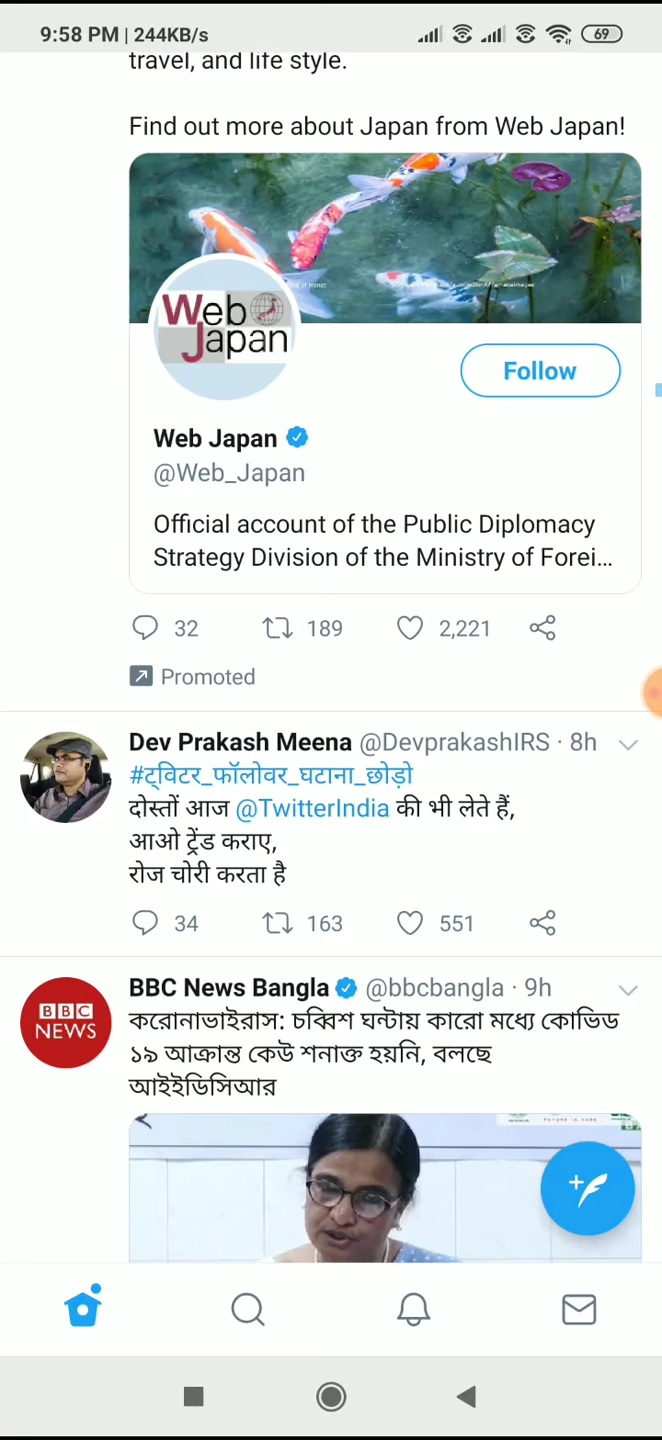 9:58 PM | 244KB/s
69
travel, and life style.
Find out more about Japan from Web Japan!
Web
Japan
Follow
Web Japan
@Web_Japan
Official account of the Public Diplomacy
Strategy Division of the Ministry of Forei...
32 189 2,221
Promoted
Dev Prakash Meena @DevprakashIRS · 8h
#ट्विटर_फॉलोवर_घटाना_छोड़ो
दोस्तों आज @TwitterIndia की भी लेते हैं,
आओ ट्रेंड कराए,
रोज चोरी करता है
34 163 551
BBC
NEWS
BBC News Bangla @bbcbangla · 9h
করোনাভাইরাস: চব্বিশ ঘন্টায় কারো মধ্যে কোভিড
১৯ আক্রান্ত কেউ শনাক্ত হয়নি, বলছে
আইইডিসিআর